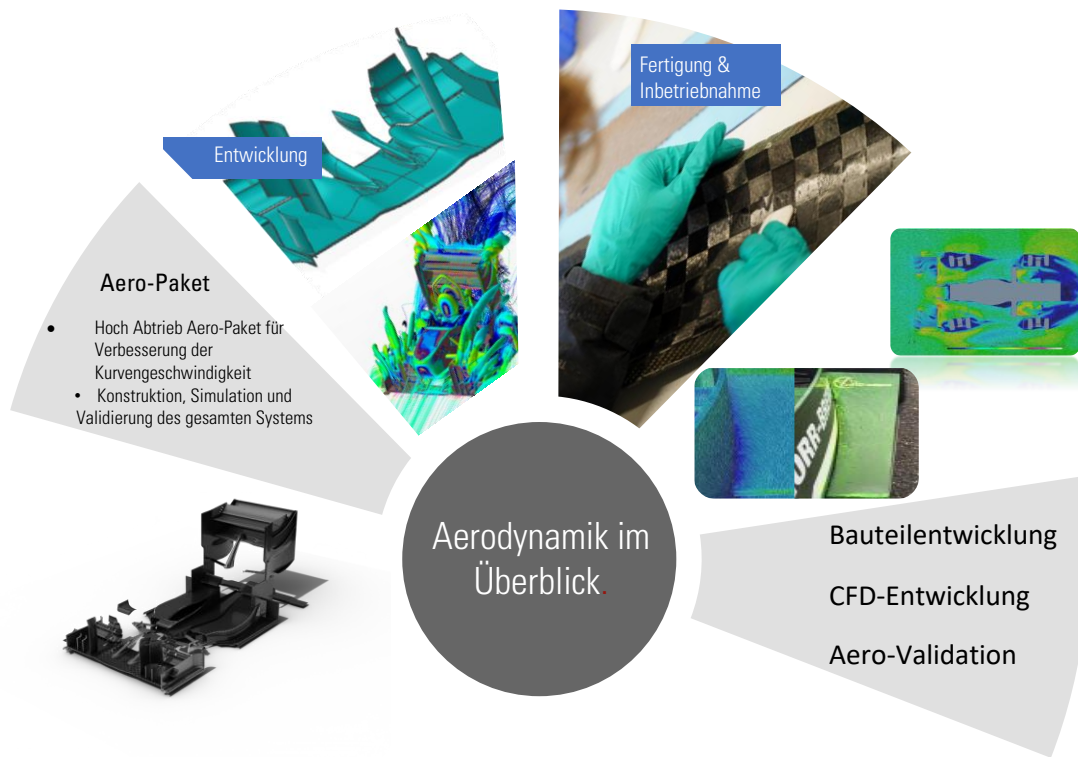 Entwicklung
Fertigung &
Inbetriebnahme
Aero-Paket
• Hoch Abtrieb Aero-Paket für
Verbesserung der
Kurvengeschwindigkeit
• Konstruktion, Simulation und
Validierung des gesamten Systems
Aerodynamik im
Überblick.
Bauteilentwicklung
CFD-Entwicklung
Aero-Validation